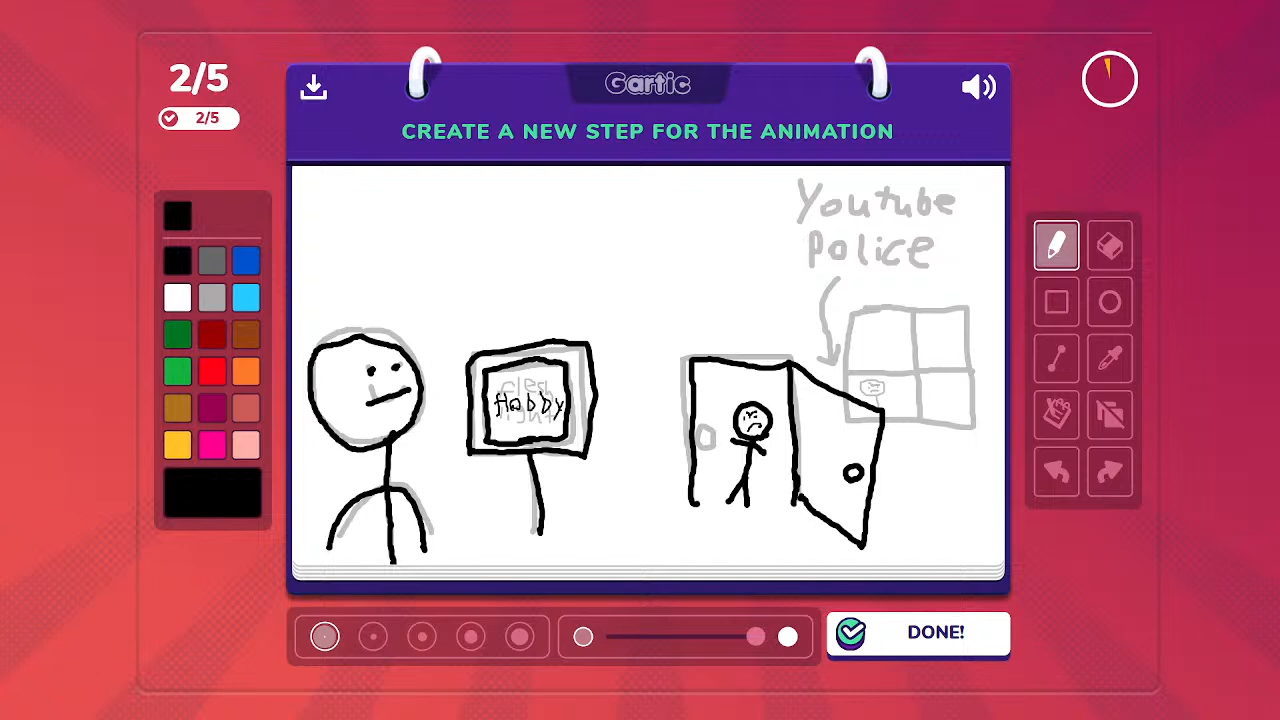 2/5
2/5
Gartic
CREATE A NEW STEP FOR THE ANIMATION
Youtube
Police
Hobby
DONE!